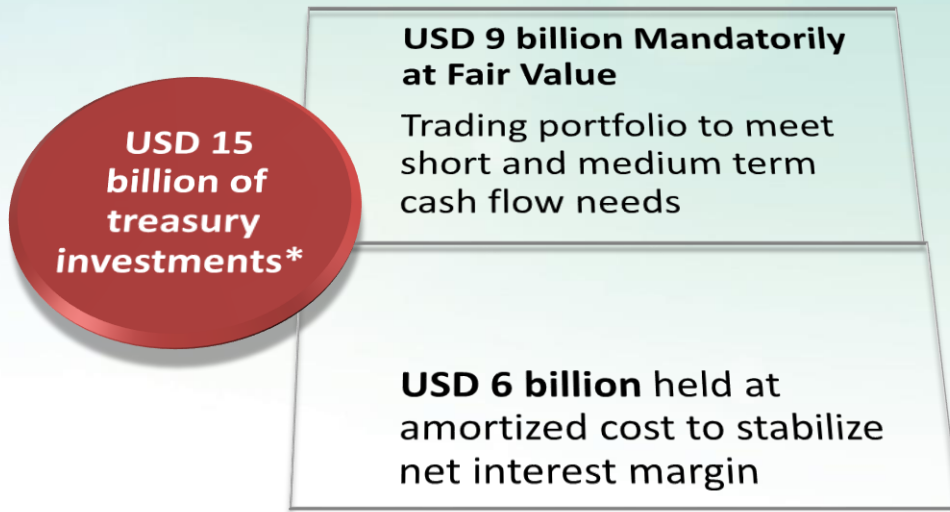 USD 15
billion of
treasury
investments*
USD 9 billion Mandatorily
at Fair Value
Trading portfolio to meet
short and medium term
cash flow needs
USD 6 billion held at
amortized cost to stabilize
net interest margin